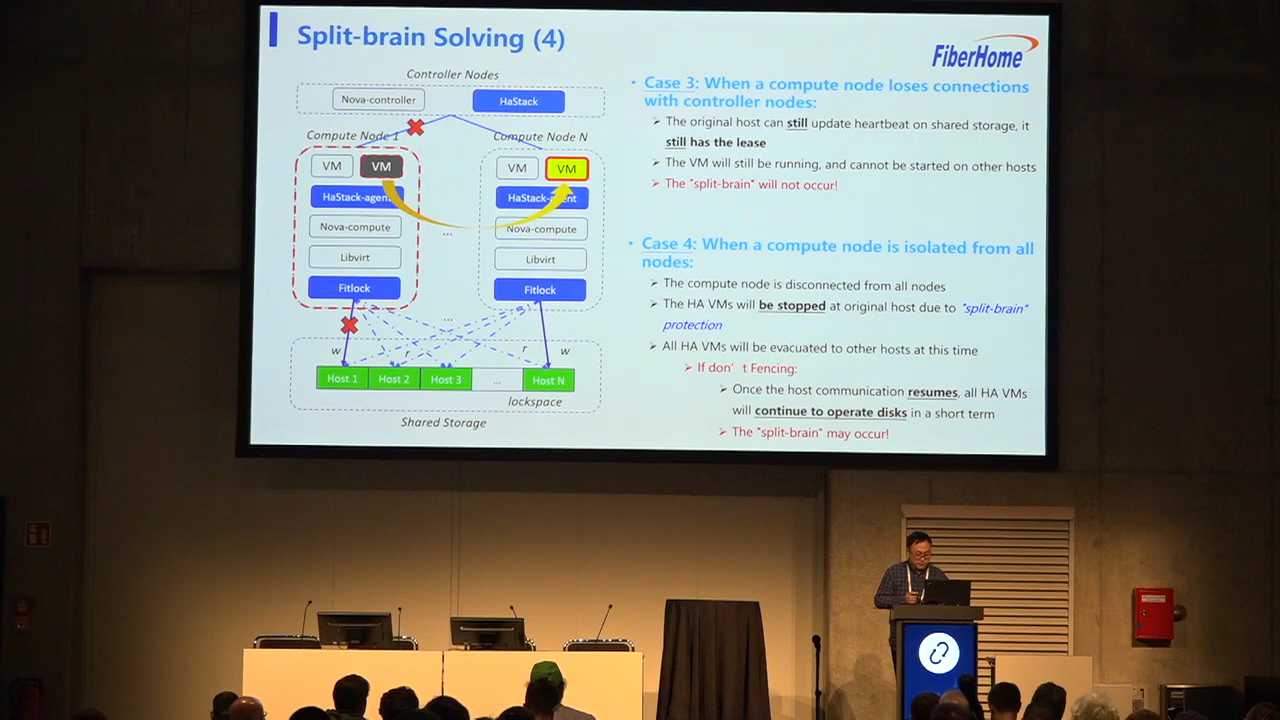 Split-brain Solving (4)
FiberHome
Controller Nodes
Nova-controller
HaStack
Compute Node 1
Compute Node N
VM
VM
VM
VM
HaStack-agent
HaStack-agent
Nova-compute
Nova-compute
...
Libvirt
Libvirt
Fitlock
Fitlock
...
w
r
r
w
Host 1
Host 2
Host 3
...
Host N
lockspace
Shared Storage
Case 3: When a compute node loses connections
with controller nodes:
The original host can still update heartbeat on shared storage, it
still has the lease
The VM will still be running, and cannot be started on other hosts
The "split-brain" will not occur!
Case 4: When a compute node is isolated from all
nodes:
The compute node is disconnected from all nodes
The HA VMs will be stopped at original host due to "split-brain"
protection
All HA VMs will be evacuated to other hosts at this time
If don't Fencing:
Once the host communication resumes, all HA VMs
will continue to operate disks in a short term
The "split-brain" may occur!